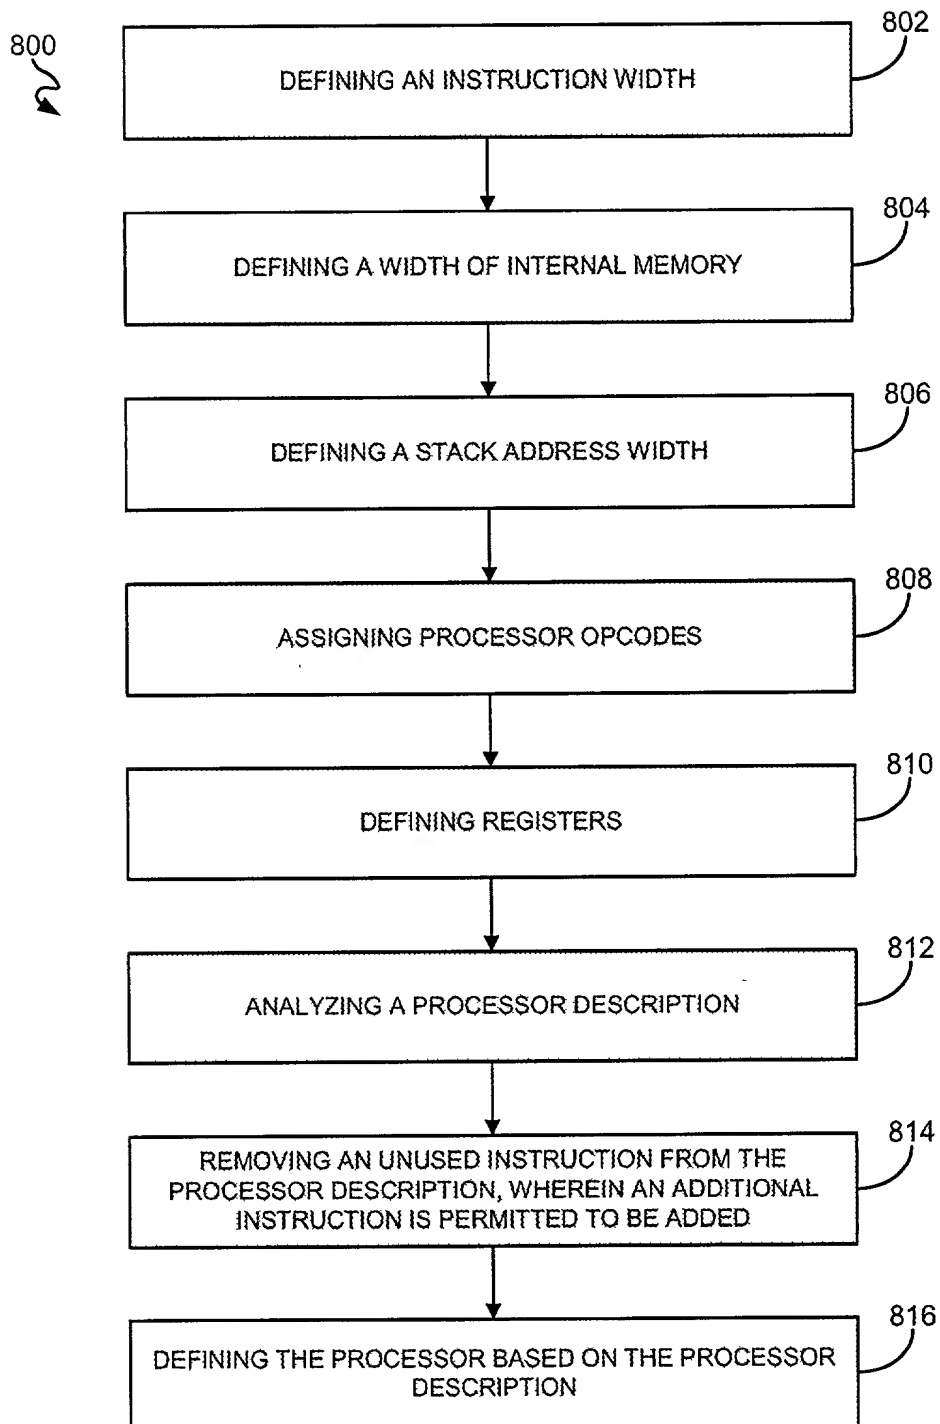 800
802
DEFINING AN INSTRUCTION WIDTH
804
DEFINING A WIDTH OF INTERNAL MEMORY
806
DEFINING A STACK ADDRESS WIDTH
808
ASSIGNING PROCESSOR OPCODES
810
DEFINING REGISTERS
812
ANALYZING A PROCESSOR DESCRIPTION
814
REMOVING AN UNUSED INSTRUCTION FROM THE
PROCESSOR DESCRIPTION, WHEREIN AN ADDITIONAL
INSTRUCTION IS PERMITTED TO BE ADDED
816
DEFINING THE PROCESSOR BASED ON THE PROCESSOR
DESCRIPTION